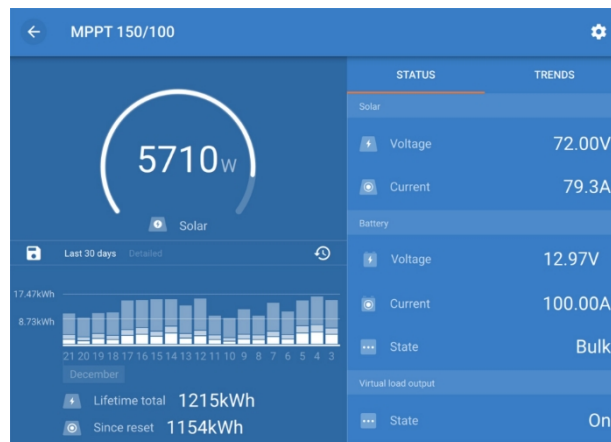 MPPT 150/100
5710W
Solar
Last 30 days Detailed
17.47kWh
8.73kWh
21 20 19 18 17 16 15 14 13 12 11 10 9 8 7 6 5 4 3
December
Lifetime total 1215kWh
Since reset 1154kWh
STATUS TRENDS
Solar
Voltage 72.00V
Current 79.3A
Battery
Voltage 12.97V
Current 100.00A
State Bulk
Virtual load output
State On